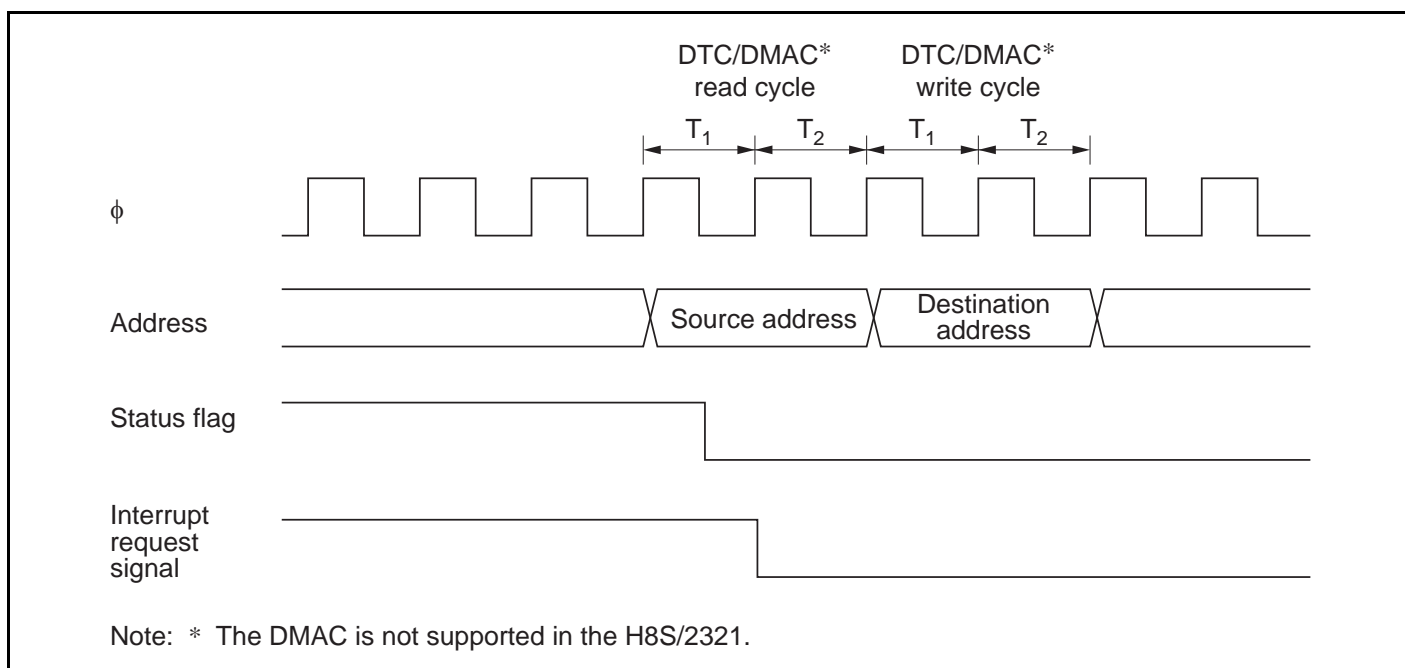 DTC/DMAC* DTC/DMAC*
read cycle write cycle
T1 T2 T1 T2
ϕ
Address
Source address
Destination
address
Status flag
Interrupt
request
signal
Note: * The DMAC is not supported in the H8S/2321.